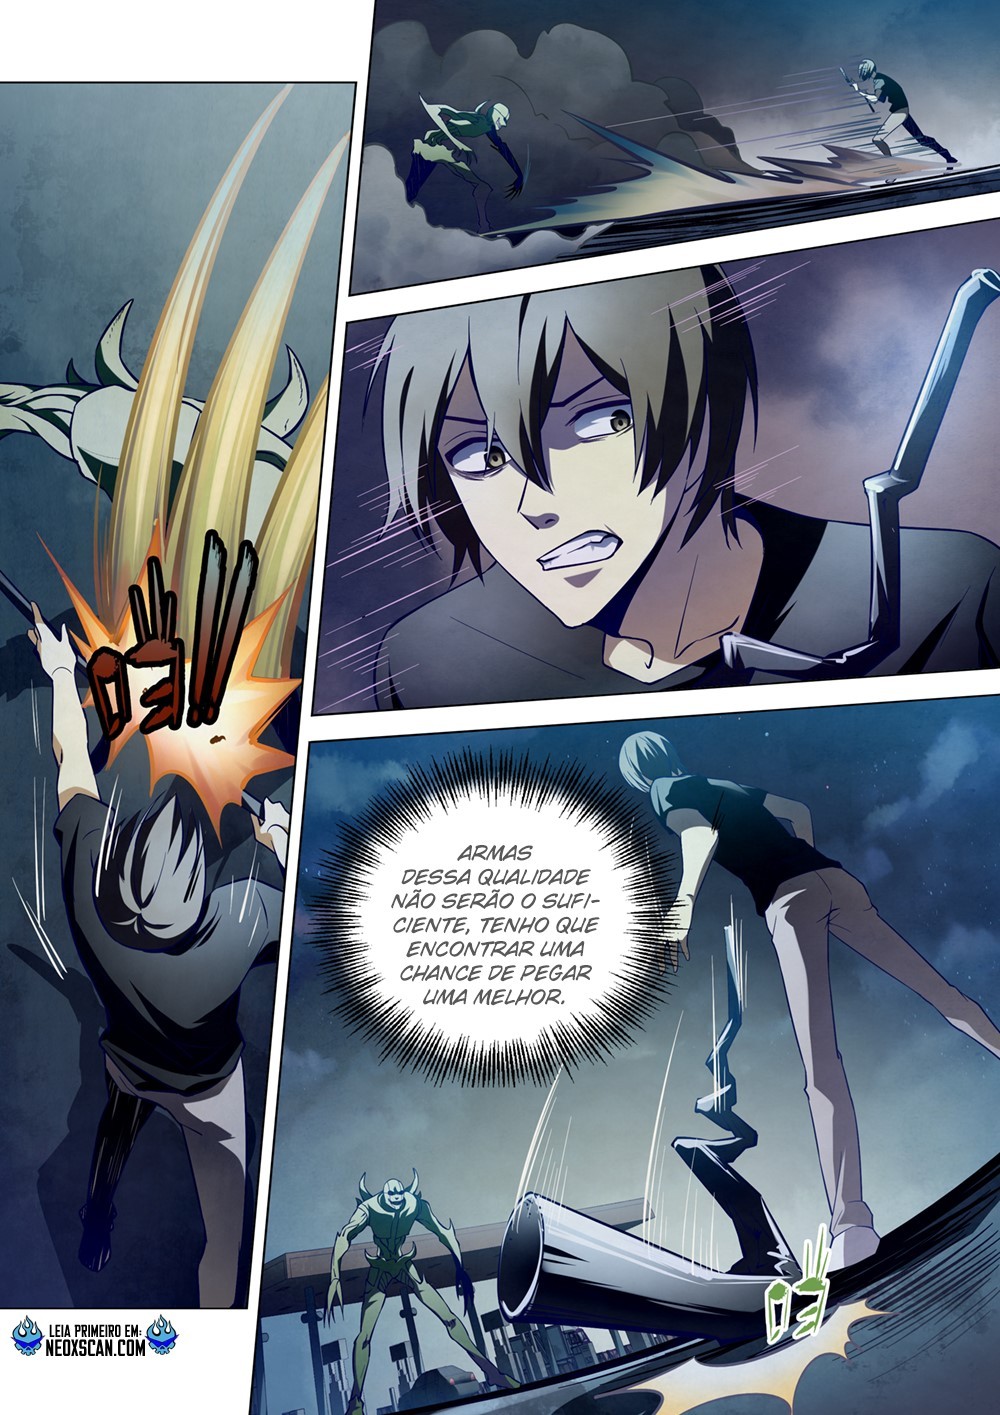 哐!!
ARMAS
DESSA QUALIDADE
NÃO SERÃO O SUFI-
CIENTE, TENHO QUE
ENCONTRAR UMA
CHANCE DE PEGAR
UMA MELHOR.
LEIA PRIMEIRO EM:
NEOXSCAN.COM